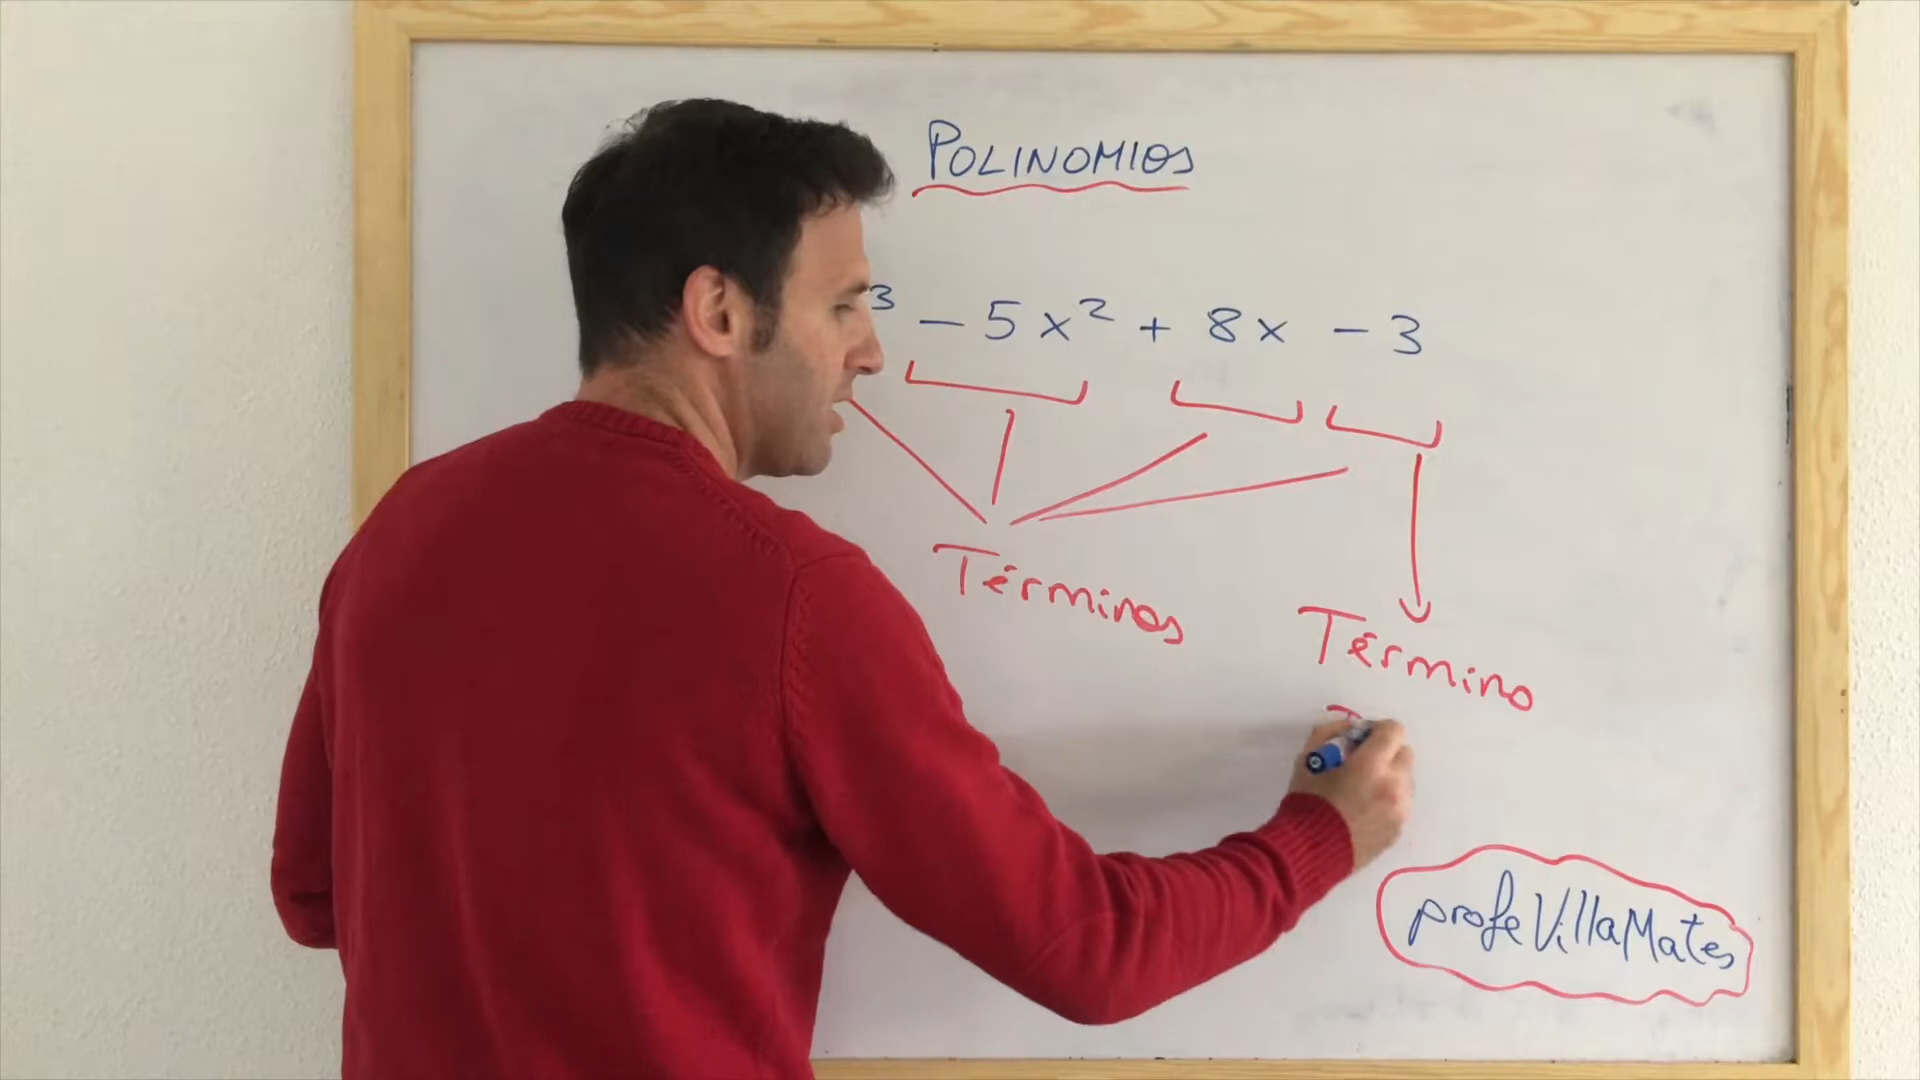 POLINOMIOS
³ - 5x² + 8x - 3
Términos
Término
profeVillaMates